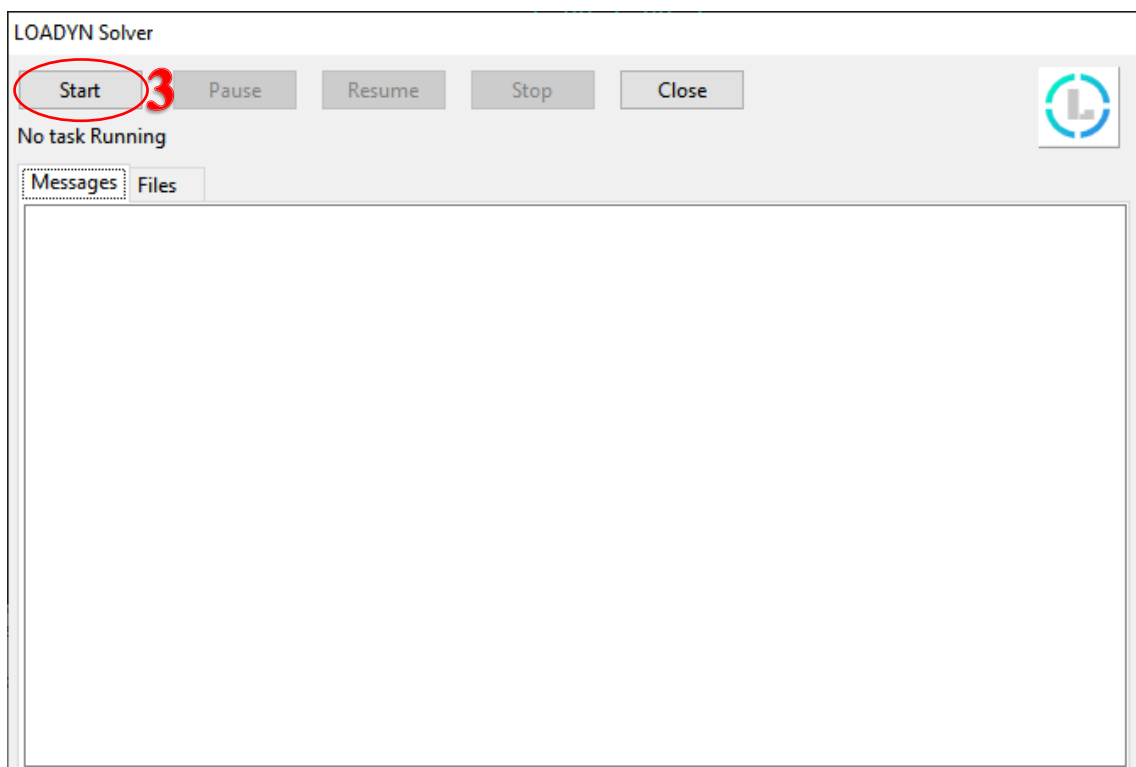 LOADYN Solver
Start 3 Pause Resume Stop Close
L
No task Running
Messages Files